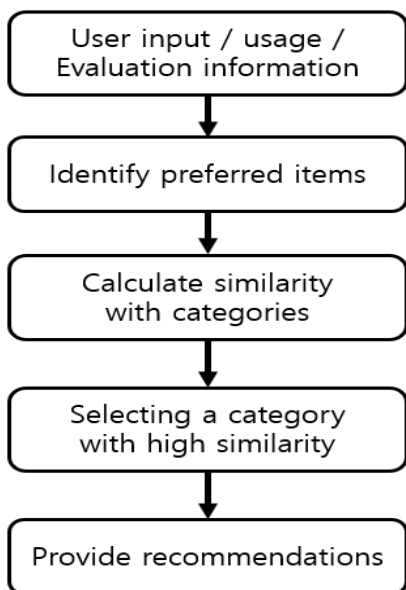 User input / usage /
Evaluation information
Identify preferred items
Calculate similarity
with categories
Selecting a category
with high similarity
Provide recommendations